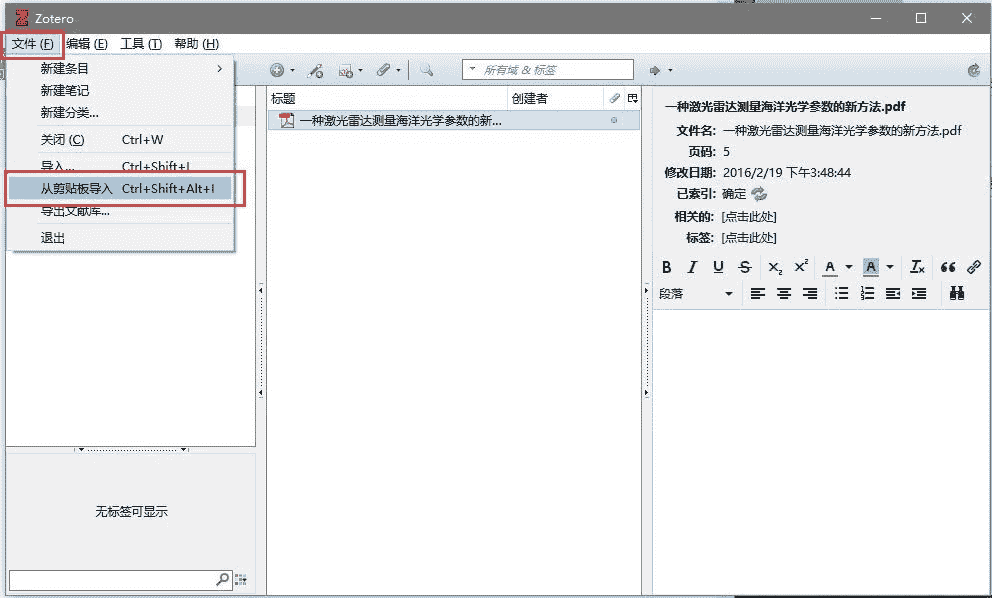 Zotero
文件 (F) 编辑 (E) 工具 (T) 帮助 (H)
新建条目
新建笔记
新建分类...
关闭 (C) Ctrl+W
导入... Ctrl+Shift+I
从剪贴板导入 Ctrl+Shift+Alt+I
导出文献库...
退出
所有域 & 标签
标题 创建者
一种激光雷达测量海洋光学参数的新...
一种激光雷达测量海洋光学参数的新方法.pdf
文件名: 一种激光雷达测量海洋光学参数的新方法.pdf
页码: 5
修改日期: 2016/2/19 下午3:48:44
已索引: 确定
相关的: [点击此处]
标签: [点击此处]
B I U S X₂ X² A A Tx
段落
无标签可显示